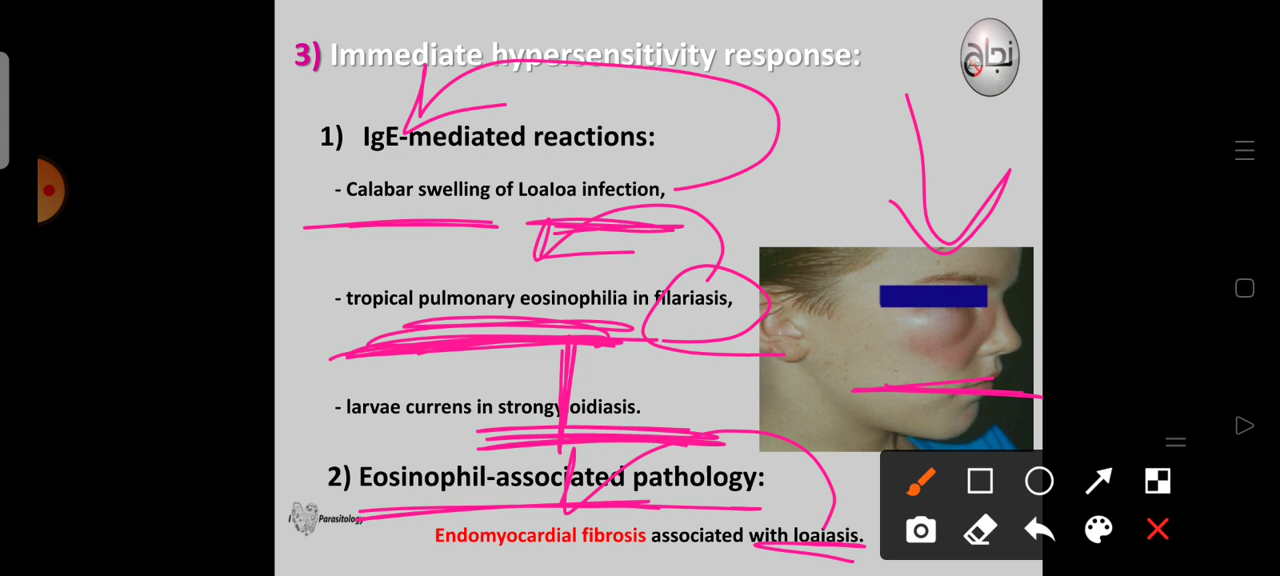 3) Immediate hypersensitivity response:
نجاح
1) IgE-mediated reactions:
- Calabar swelling of Loaloa infection,
- tropical pulmonary eosinophilia in filariasis,
- larvae currens in strongyloidiasis.
2) Eosinophil-associated pathology:
I Parasitology
Endomyocardial fibrosis associated with loaiasis.